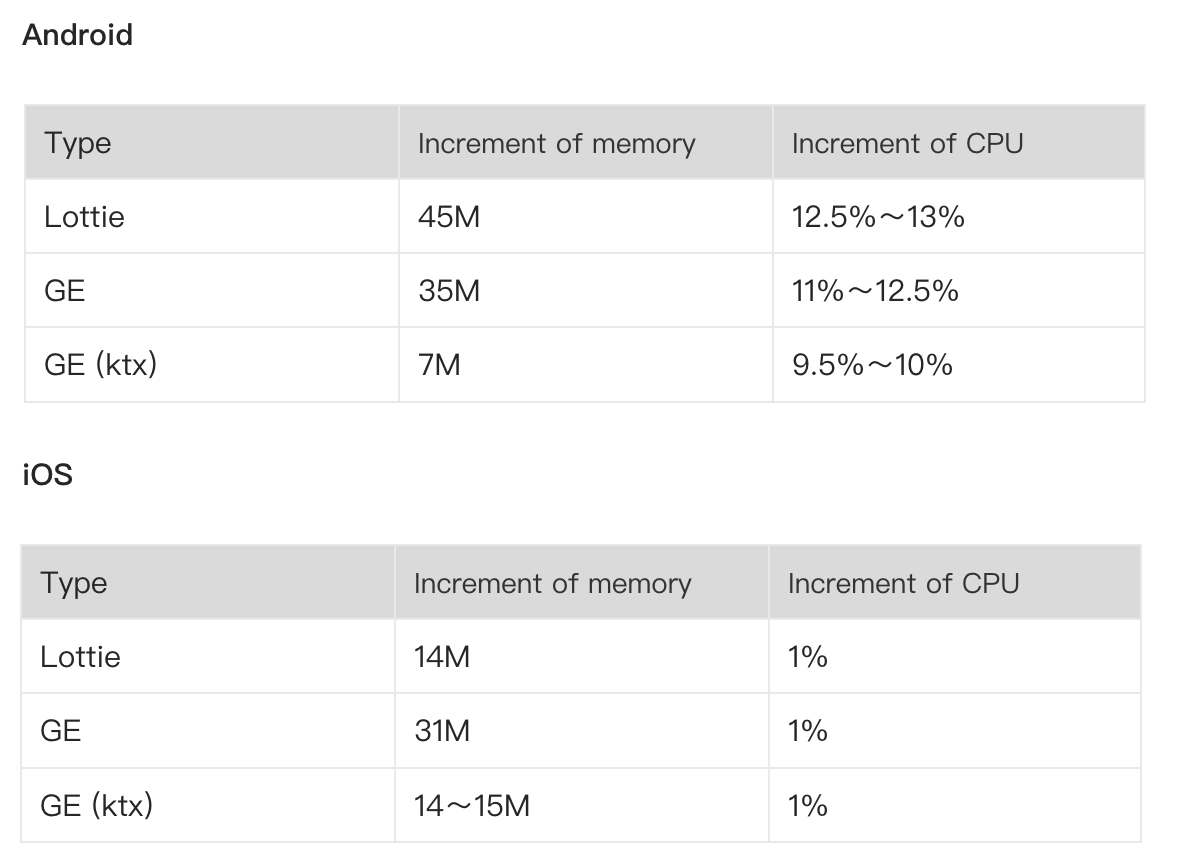 Android
Type Increment of memory Increment of CPU
Lottie 45M 12.5%～13%
GE 35M 11%～12.5%
GE (ktx) 7M 9.5%～10%
iOS
Type Increment of memory Increment of CPU
Lottie 14M 1%
GE 31M 1%
GE (ktx) 14～15M 1%